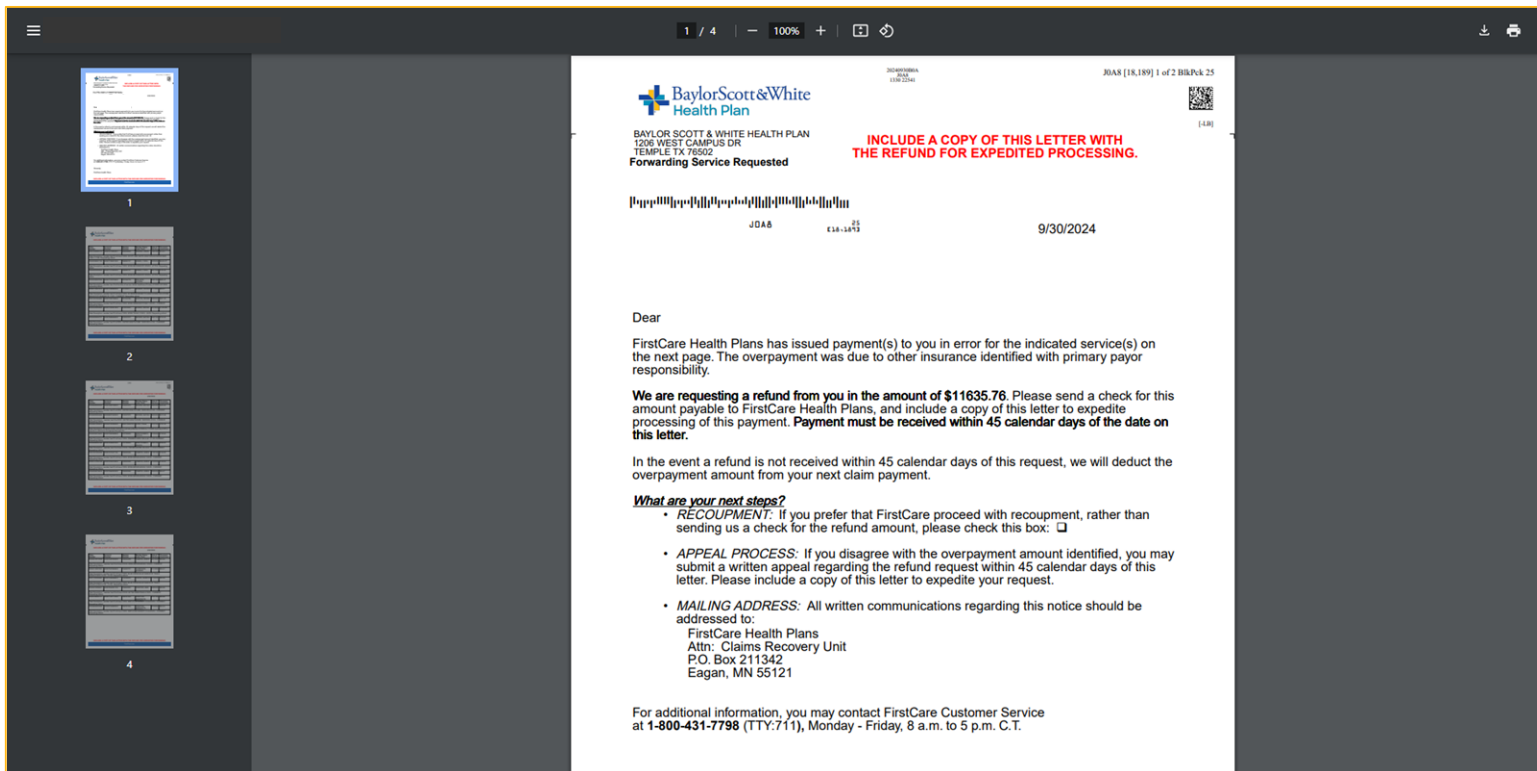 1 / 4
100%
1
2
3
4
J0A8 [18,189] 1 of 2 BlkPck 25
BaylorScott&White
Health Plan
BAYLOR SCOTT & WHITE HEALTH PLAN
1206 WEST CAMPUS DR
TEMPLE TX 76502
Forwarding Service Requested
INCLUDE A COPY OF THIS LETTER WITH
THE REFUND FOR EXPEDITED PROCESSING.
J0A8
25
9/30/2024
Dear
FirstCare Health Plans has issued payment(s) to you in error for the indicated service(s) on
the next page. The overpayment was due to other insurance identified with primary payor
responsibility.
We are requesting a refund from you in the amount of $11635.76. Please send a check for this
amount payable to FirstCare Health Plans, and include a copy of this letter to expedite
processing of this payment. Payment must be received within 45 calendar days of the date on
this letter.
In the event a refund is not received within 45 calendar days of this request, we will deduct the
overpayment amount from your next claim payment.
What are your next steps?
• RECOUPMENT: If you prefer that FirstCare proceed with recoupment, rather than
sending us a check for the refund amount, please check this box: ❑
• APPEAL PROCESS: If you disagree with the overpayment amount identified, you may
submit a written appeal regarding the refund request within 45 calendar days of this
letter. Please include a copy of this letter to expedite your request.
• MAILING ADDRESS: All written communications regarding this notice should be
addressed to:
FirstCare Health Plans
Attn: Claims Recovery Unit
P.O. Box 211342
Eagan, MN 55121
For additional information, you may contact FirstCare Customer Service
at 1-800-431-7798 (TTY:711), Monday - Friday, 8 a.m. to 5 p.m. C.T.